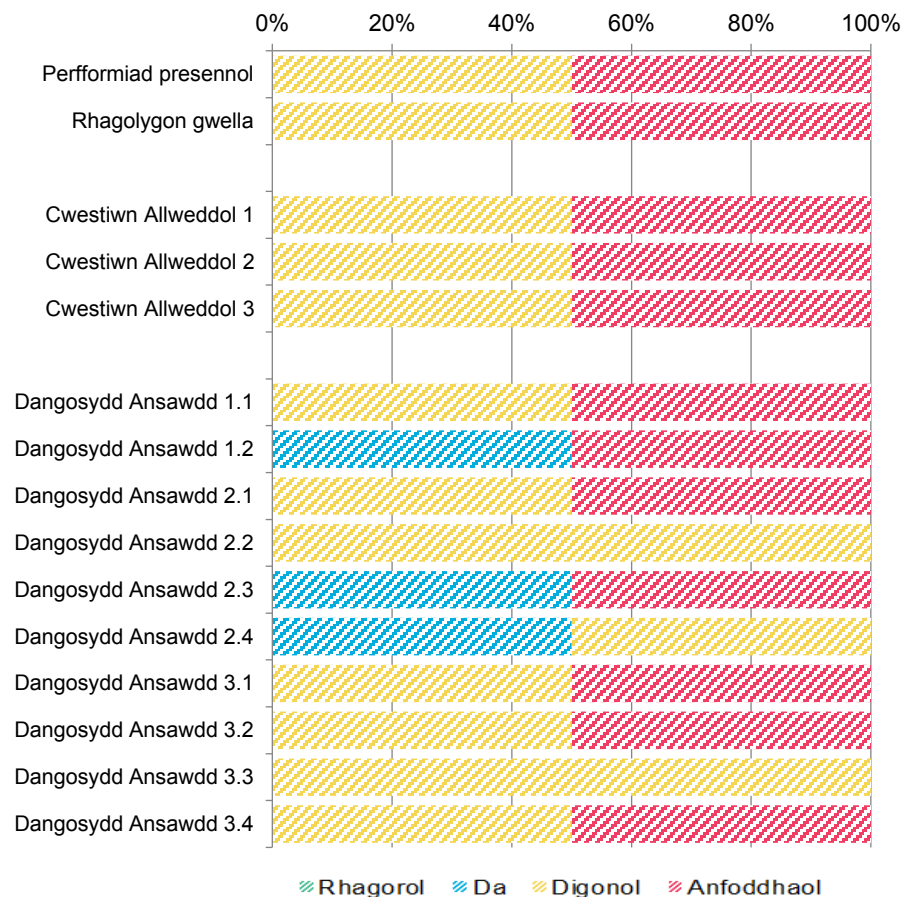 0% 20% 40% 60% 80% 100%
Perfformiad presennol
Rhagolygon gwella
Cwestiwn Allweddol 1
Cwestiwn Allweddol 2
Cwestiwn Allweddol 3
Dangosydd Ansawdd 1.1
Dangosydd Ansawdd 1.2
Dangosydd Ansawdd 2.1
Dangosydd Ansawdd 2.2
Dangosydd Ansawdd 2.3
Dangosydd Ansawdd 2.4
Dangosydd Ansawdd 3.1
Dangosydd Ansawdd 3.2
Dangosydd Ansawdd 3.3
Dangosydd Ansawdd 3.4
Rhagorol Da Digonol Anfoddhaol